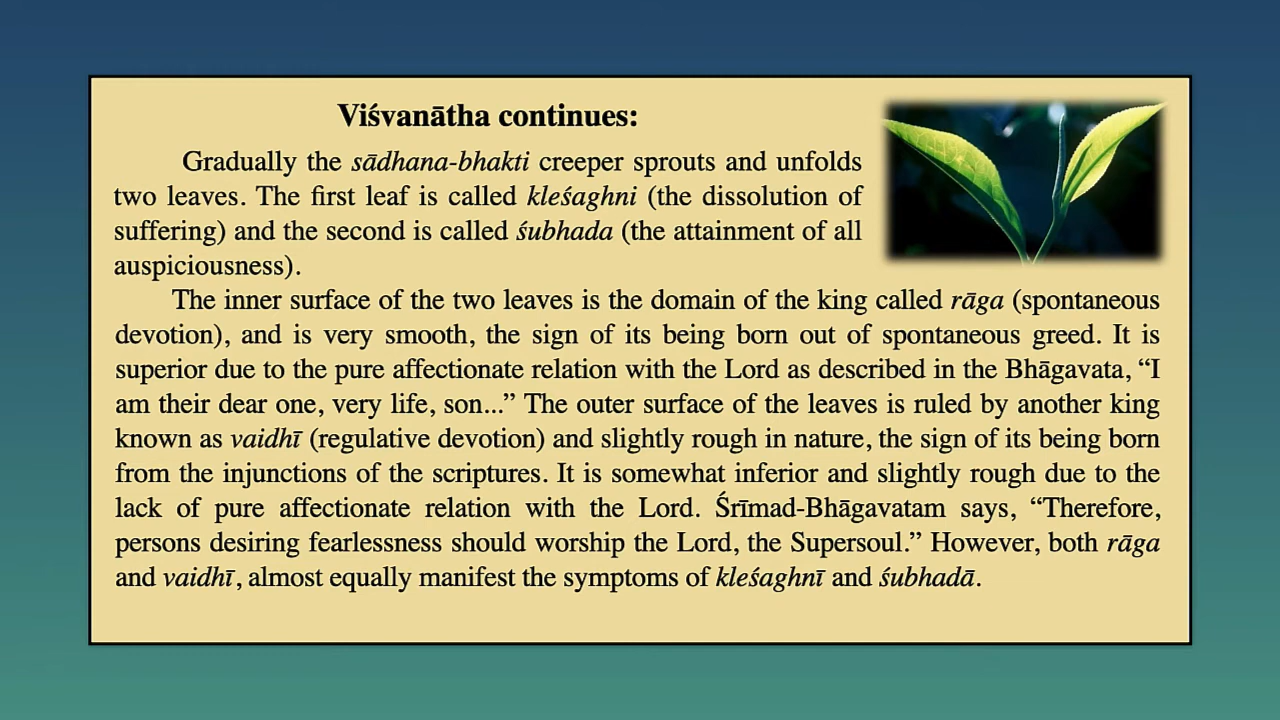 Viśvanātha continues:
Gradually the sādhana-bhakti creeper sprouts and unfolds
two leaves. The first leaf is called kleśaghni (the dissolution of
suffering) and the second is called śubhada (the attainment of all
auspiciousness).
The inner surface of the two leaves is the domain of the king called rāga (spontaneous
devotion), and is very smooth, the sign of its being born out of spontaneous greed. It is
superior due to the pure affectionate relation with the Lord as described in the Bhāgavata, “I
am their dear one, very life, son...” The outer surface of the leaves is ruled by another king
known as vaidhī (regulative devotion) and slightly rough in nature, the sign of its being born
from the injunctions of the scriptures. It is somewhat inferior and slightly rough due to the
lack of pure affectionate relation with the Lord. Śrīmad-Bhāgavatam says, “Therefore,
persons desiring fearlessness should worship the Lord, the Supersoul.” However, both rāga
and vaidhī, almost equally manifest the symptoms of kleśaghnī and śubhadā.